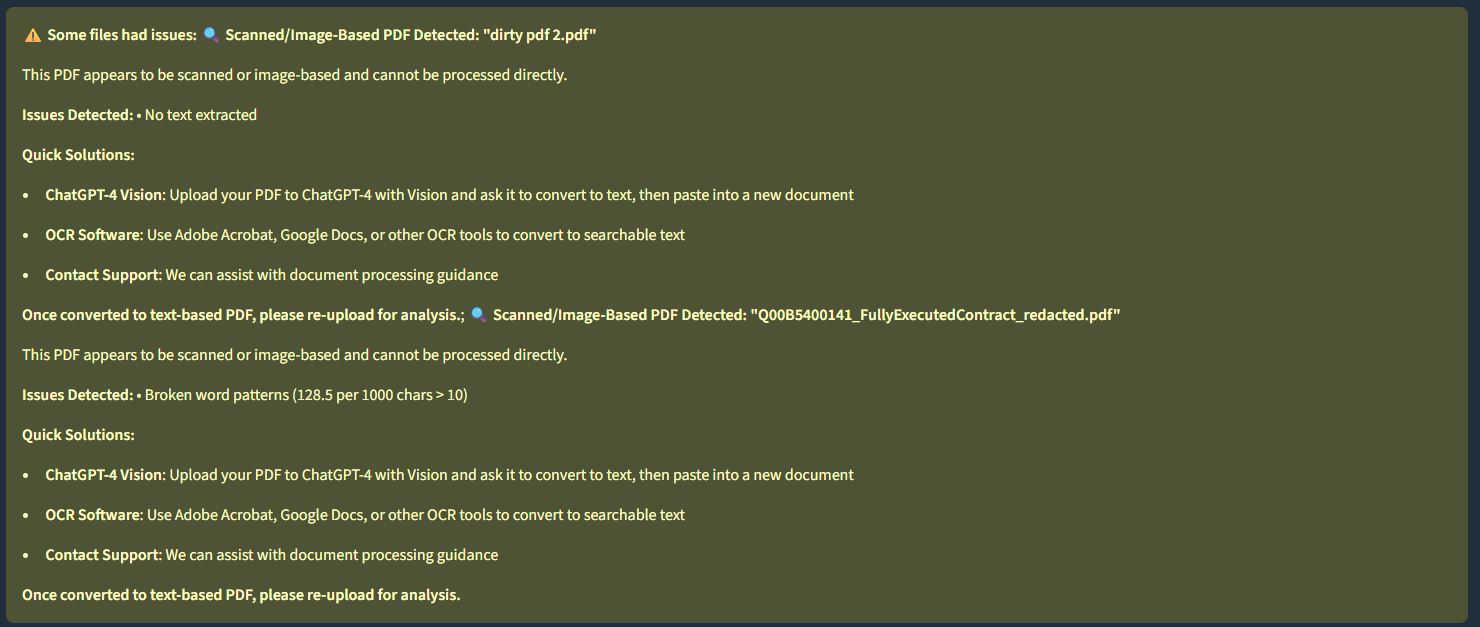 ⚠️ Some files had issues: 🔍 Scanned/Image-Based PDF Detected: "dirty pdf 2.pdf"
This PDF appears to be scanned or image-based and cannot be processed directly.
Issues Detected: • No text extracted
Quick Solutions:
• ChatGPT-4 Vision: Upload your PDF to ChatGPT-4 with Vision and ask it to convert to text, then paste into a new document
• OCR Software: Use Adobe Acrobat, Google Docs, or other OCR tools to convert to searchable text
• Contact Support: We can assist with document processing guidance
Once converted to text-based PDF, please re-upload for analysis.; 🔍 Scanned/Image-Based PDF Detected: "Q00B5400141_FullyExecutedContract_redacted.pdf"
This PDF appears to be scanned or image-based and cannot be processed directly.
Issues Detected: • Broken word patterns (128.5 per 1000 chars > 10)
Quick Solutions:
• ChatGPT-4 Vision: Upload your PDF to ChatGPT-4 with Vision and ask it to convert to text, then paste into a new document
• OCR Software: Use Adobe Acrobat, Google Docs, or other OCR tools to convert to searchable text
• Contact Support: We can assist with document processing guidance
Once converted to text-based PDF, please re-upload for analysis.